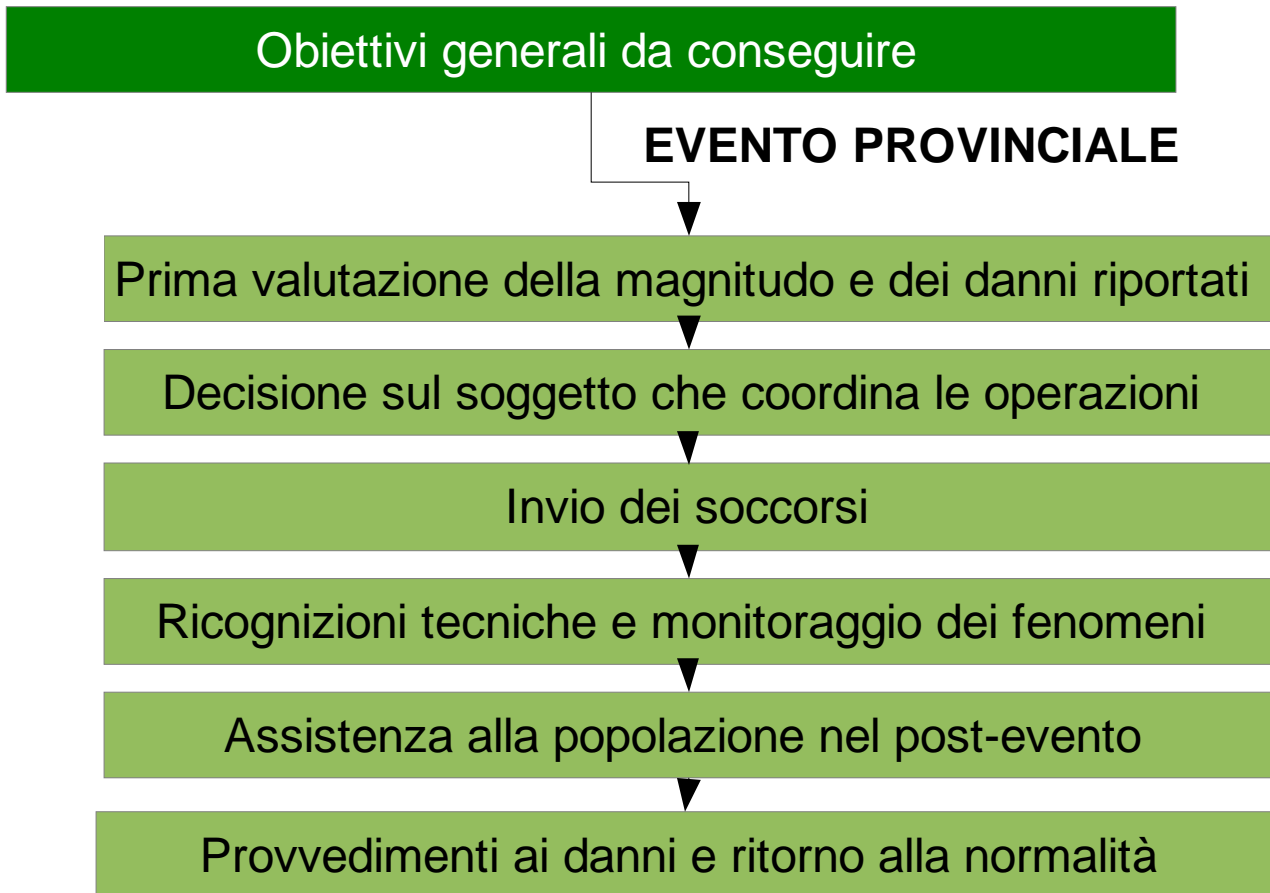 Obiettivi generali da conseguire
EVENTO PROVINCIALE
Prima valutazione della magnitudo e dei danni riportati
Decisione sul soggetto che coordina le operazioni
Invio dei soccorsi
Ricognizioni tecniche e monitoraggio dei fenomeni
Assistenza alla popolazione nel post-evento
Provvedimenti ai danni e ritorno alla normalità